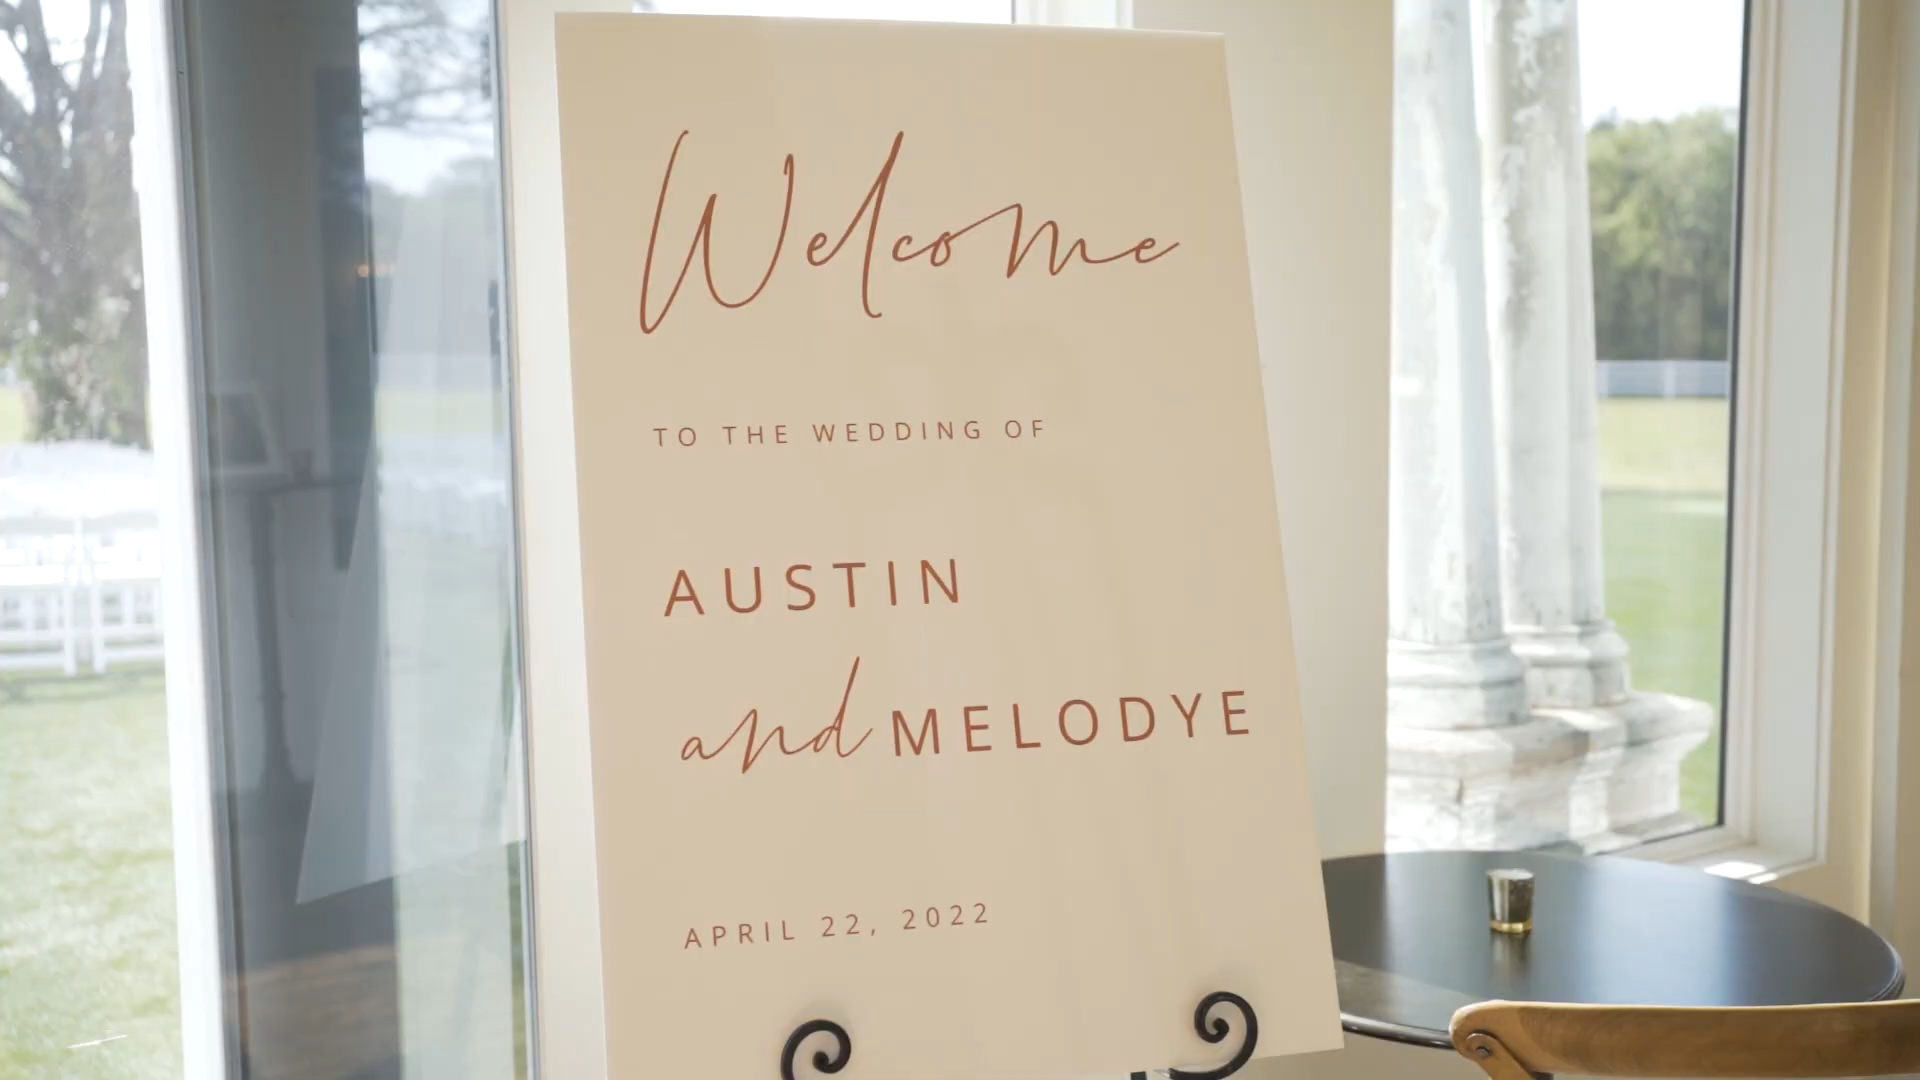 Welcome
TO THE WEDDING OF
AUSTIN
and MELODYE
APRIL 22, 2022